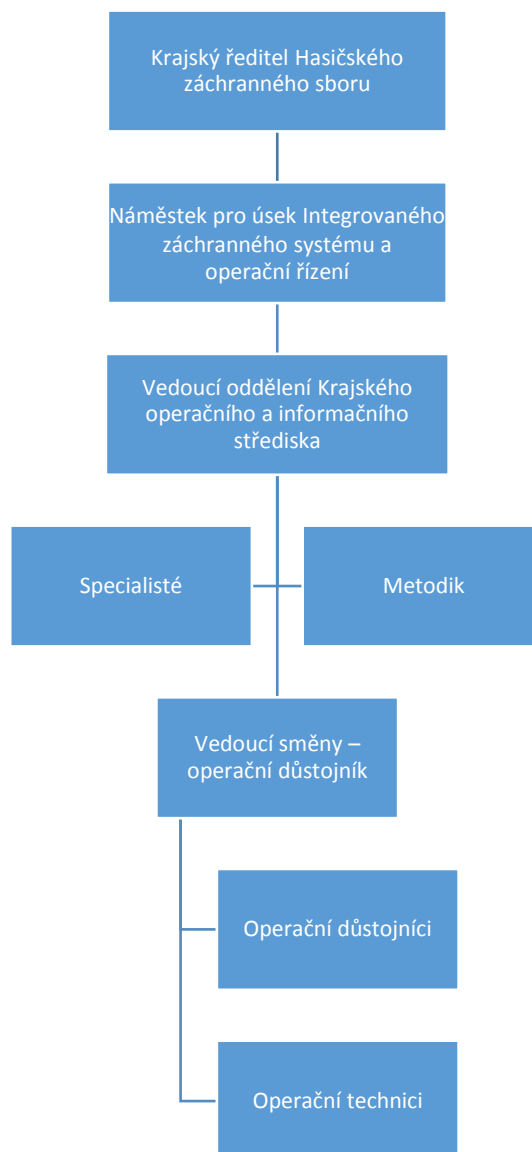 Krajský ředitel Hasičského
záchranného sboru
Náměstek pro úsek Integrovaného
záchranného systému a
operační řízení
Vedoucí oddělení Krajského
operačního a informačního
střediska
Specialisté
Metodik
Vedoucí směny –
operační důstojník
Operační důstojníci
Operační technici